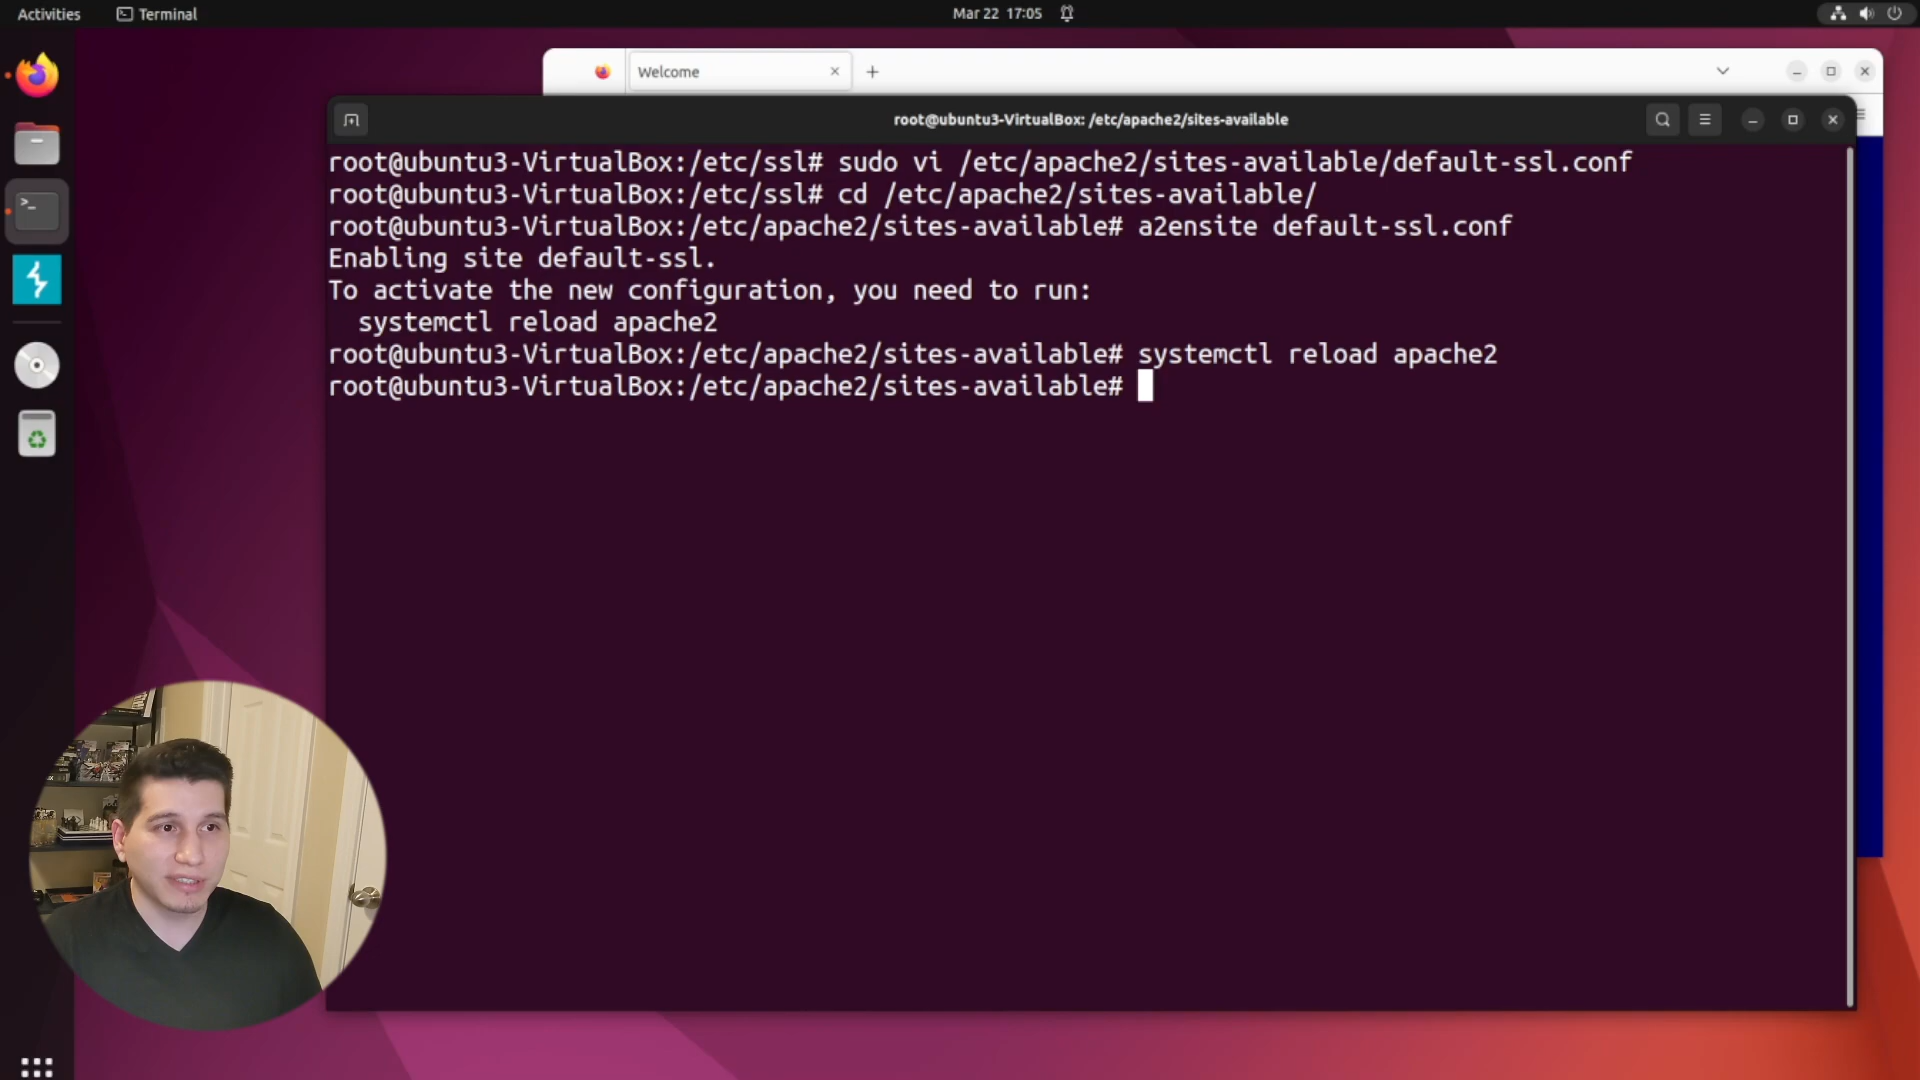 Activities
Terminal
Mar 22 17:05
Welcome
root@ubuntu3-VirtualBox: /etc/apache2/sites-available
root@ubuntu3-VirtualBox:/etc/ssl# sudo vi /etc/apache2/sites-available/default-ssl.conf
root@ubuntu3-VirtualBox:/etc/ssl# cd /etc/apache2/sites-available/
root@ubuntu3-VirtualBox:/etc/apache2/sites-available# a2ensite default-ssl.conf
Enabling site default-ssl.
To activate the new configuration, you need to run:
  systemctl reload apache2
root@ubuntu3-VirtualBox:/etc/apache2/sites-available# systemctl reload apache2
root@ubuntu3-VirtualBox:/etc/apache2/sites-available#